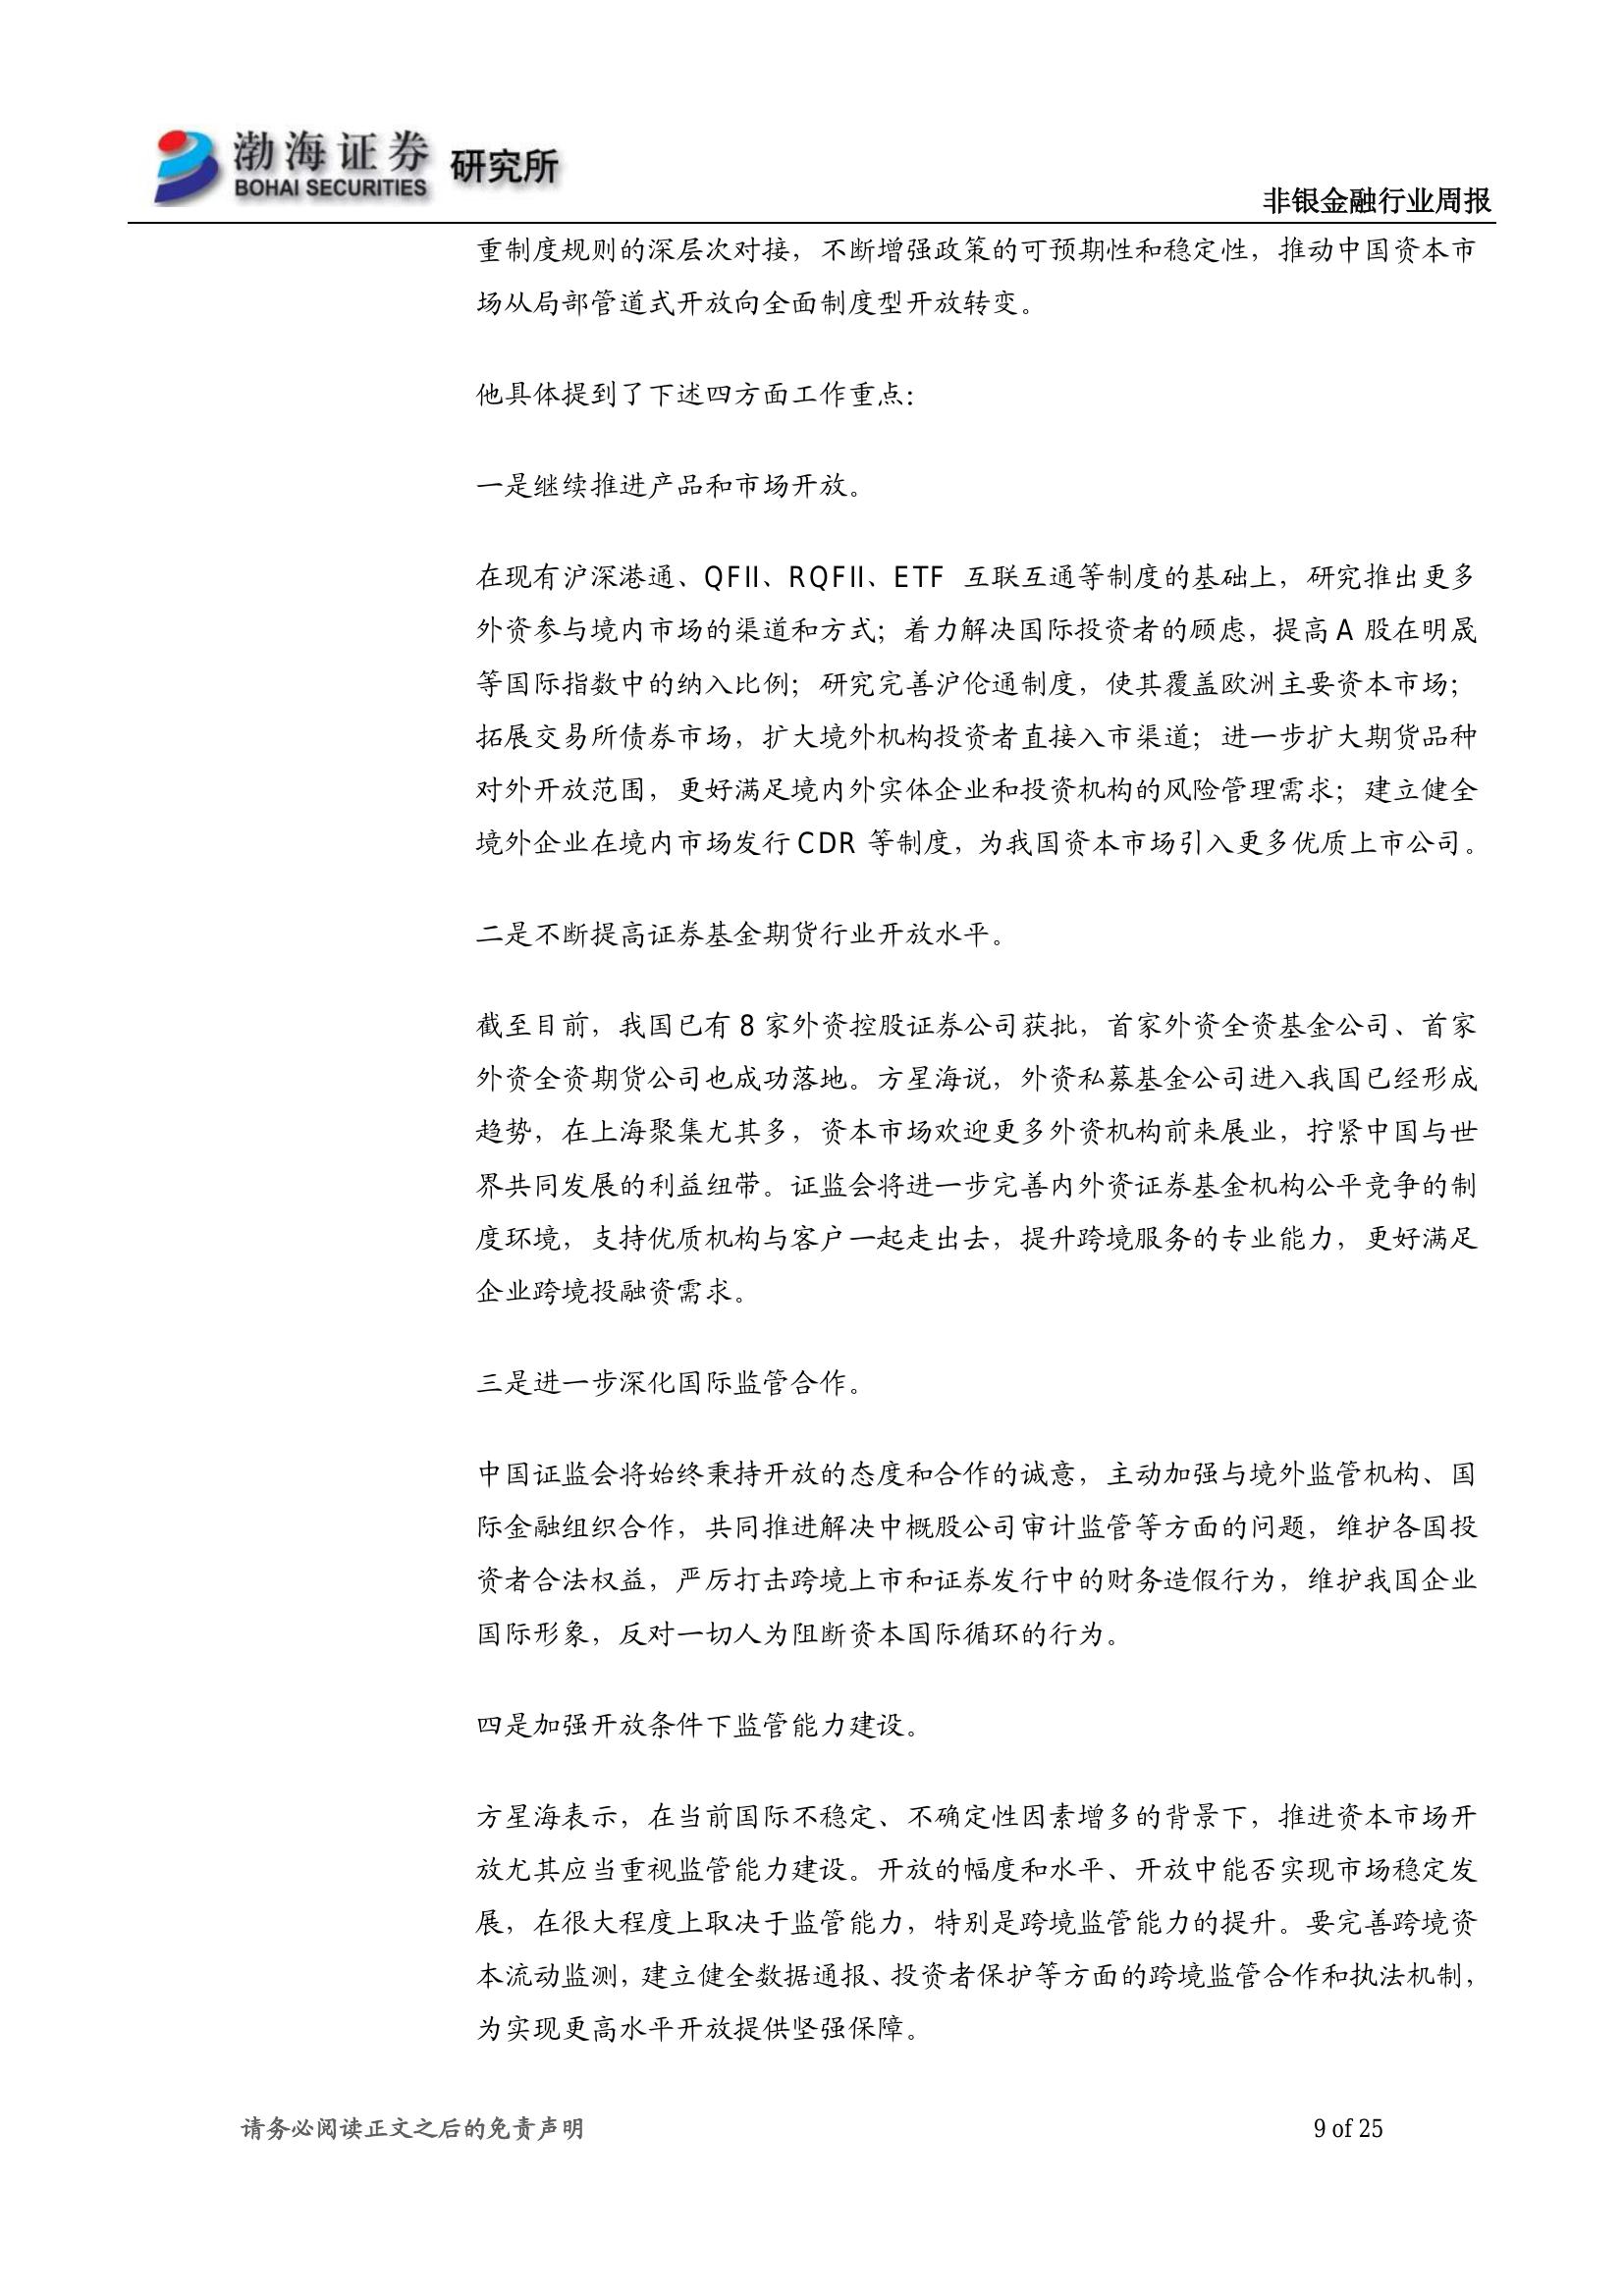 渤海证券 研究所
BOHAI SECURITIES
非银金融行业周报
重制度规则的深层次对接，不断增强政策的可预期性和稳定性，推动中国资本市
场从局部管道式开放向全面制度型开放转变。
他具体提到了下述四方面工作重点：
一是继续推进产品和市场开放。
在现有沪深港通、QFII、RQFII、ETF 互联互通等制度的基础上，研究推出更多
外资参与境内市场的渠道和方式；着力解决国际投资者的顾虑，提高 A 股在明晟
等国际指数中的纳入比例；研究完善沪伦通制度，使其覆盖欧洲主要资本市场；
拓展交易所债券市场，扩大境外机构投资者直接入市渠道；进一步扩大期货品种
对外开放范围，更好满足境内外实体企业和投资机构的风险管理需求；建立健全
境外企业在境内市场发行 CDR 等制度，为我国资本市场引入更多优质上市公司。
二是不断提高证券基金期货行业开放水平。
截至目前，我国已有 8 家外资控股证券公司获批，首家外资全资基金公司、首家
外资全资期货公司也成功落地。方星海说，外资私募基金公司进入我国已经形成
趋势，在上海聚集尤其多，资本市场欢迎更多外资机构前来展业，拧紧中国与世
界共同发展的利益纽带。证监会将进一步完善内外资证券基金机构公平竞争的制
度环境，支持优质机构与客户一起走出去，提升跨境服务的专业能力，更好满足
企业跨境投融资需求。
三是进一步深化国际监管合作。
中国证监会将始终秉持开放的态度和合作的诚意，主动加强与境外监管机构、国
际金融组织合作，共同推进解决中概股公司审计监管等方面的问题，维护各国投
资者合法权益，严厉打击跨境上市和证券发行中的财务造假行为，维护我国企业
国际形象，反对一切人为阻断资本国际循环的行为。
四是加强开放条件下监管能力建设。
方星海表示，在当前国际不稳定、不确定性因素增多的背景下，推进资本市场开
放尤其应当重视监管能力建设。开放的幅度和水平、开放中能否实现市场稳定发
展，在很大程度上取决于监管能力，特别是跨境监管能力的提升。要完善跨境资
本流动监测，建立健全数据通报、投资者保护等方面的跨境监管合作和执法机制，
为实现更高水平开放提供坚强保障。
请务必阅读正文之后的免责声明
9 of 25